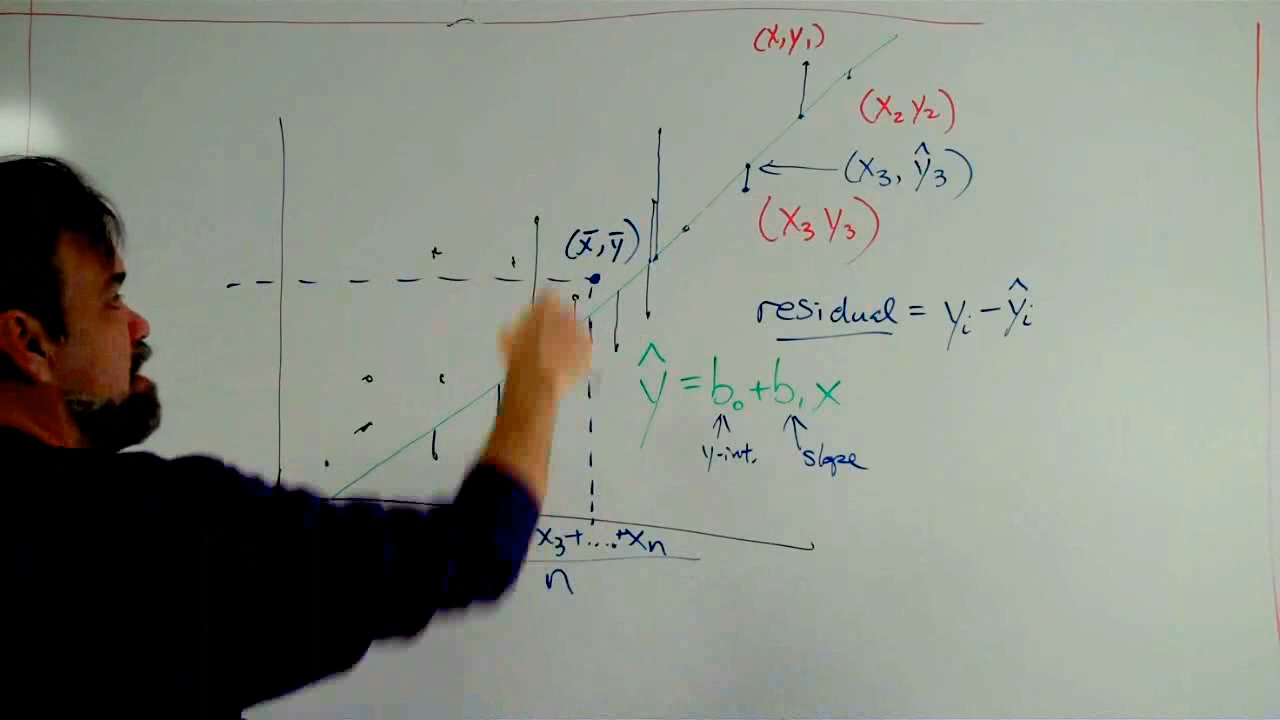 (x, y₁)
(x₂ y₂)
(x₃, ŷ₃)
(x₃ y₃)
(x̄, ȳ)
residual = yᵢ - ŷᵢ
ŷ = b₀ + b₁ x
y-int. slope
x₃+....+xₙ
n